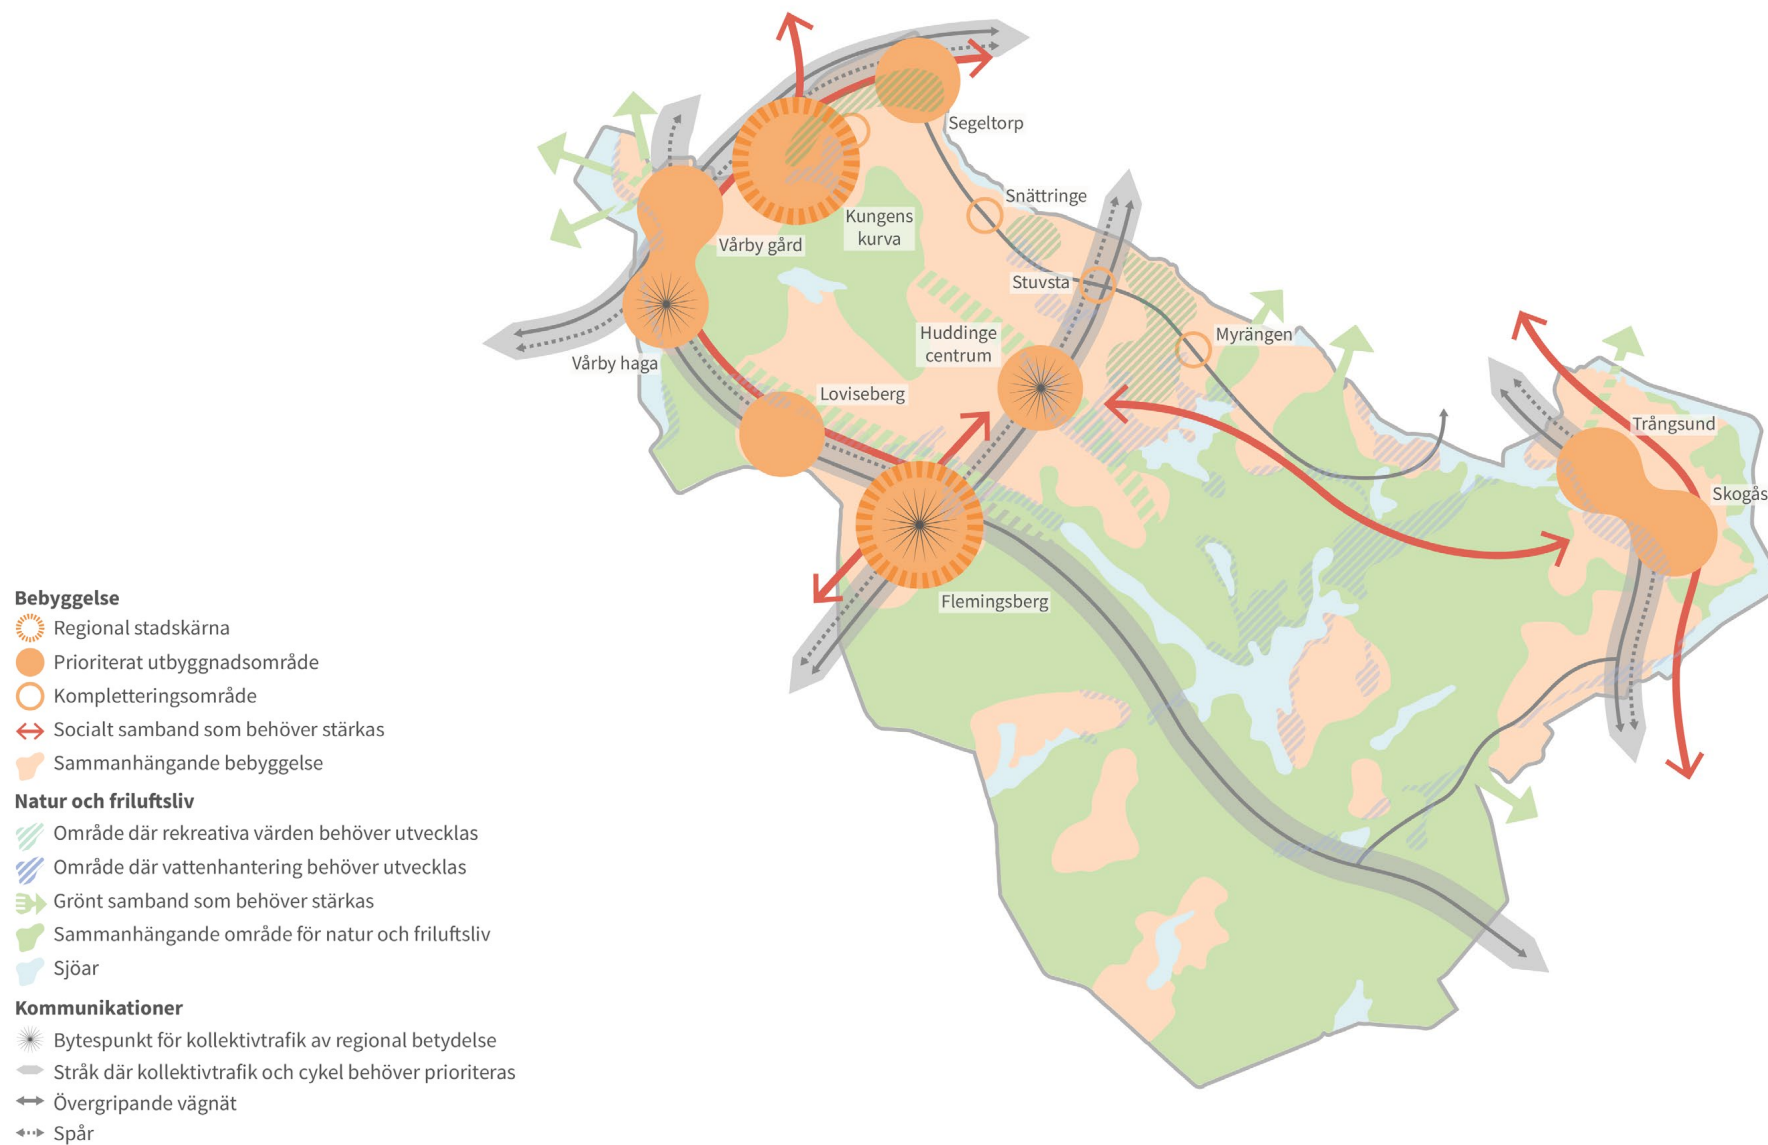 Segeltorp
Snättringe
Kungens
kurva
Vårby gård
Stuvsta
Huddinge
centrum
Myrängen
Vårby haga
Loviseberg
Trångsund
Skogås
Flemingsberg
Bebyggelse
Regional stadskärna
Prioriterat utbyggnadsområde
Kompletteringsområde
Socialt samband som behöver stärkas
Sammanhängande bebyggelse
Natur och friluftsliv
Område där rekreativa värden behöver utvecklas
Område där vattenhantering behöver utvecklas
Grönt samband som behöver stärkas
Sammanhängande område för natur och friluftsliv
Sjöar
Kommunikationer
Bytespunkt för kollektivtrafik av regional betydelse
Stråk där kollektivtrafik och cykel behöver prioriteras
Övergripande vägnät
Spår